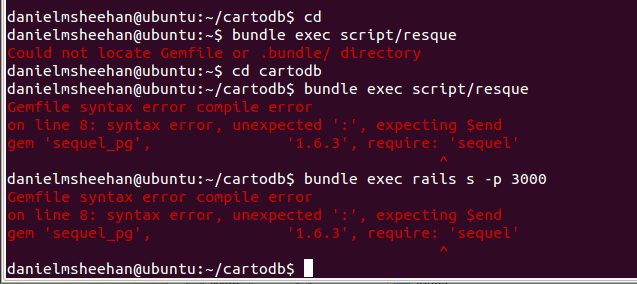 danielmsheehan@ubuntu:~/cartodb$ cd
danielmsheehan@ubuntu:~$ bundle exec script/resque
Could not locate Gemfile or .bundle/ directory
danielmsheehan@ubuntu:~$ cd cartodb
danielmsheehan@ubuntu:~/cartodb$ bundle exec script/resque
Gemfile syntax error compile error
on line 8: syntax error, unexpected ':', expecting $end
gem 'sequel_pg',              '1.6.3', require: 'sequel'
                                               ^
danielmsheehan@ubuntu:~/cartodb$ bundle exec rails s -p 3000
Gemfile syntax error compile error
on line 8: syntax error, unexpected ':', expecting $end
gem 'sequel_pg',              '1.6.3', require: 'sequel'
                                               ^
danielmsheehan@ubuntu:~/cartodb$